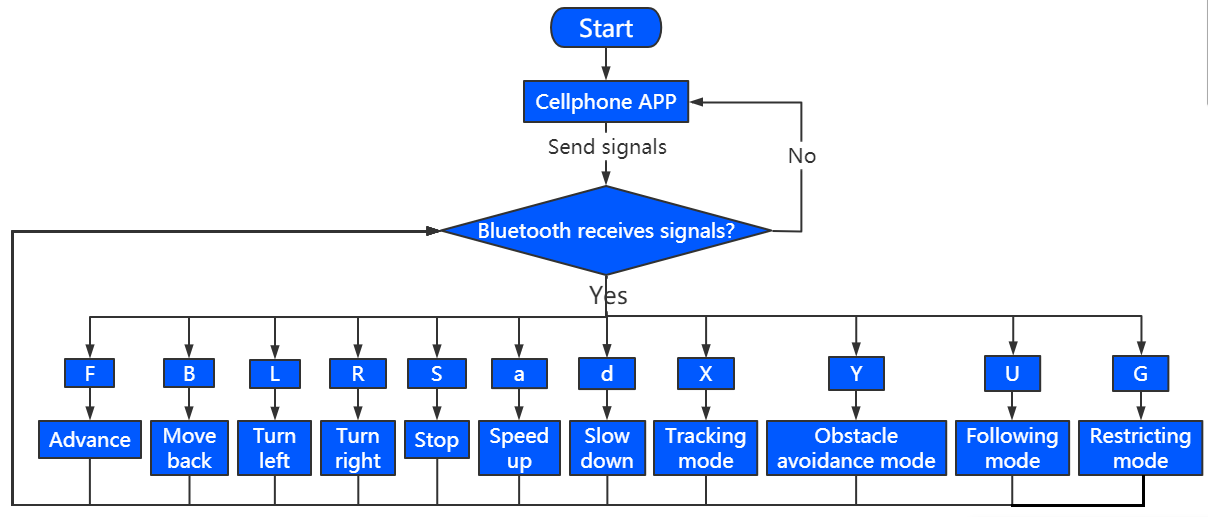 Start
Cellphone APP
Send signals
No
Bluetooth receives signals?
Yes
F
B
L
R
S
a
d
X
Y
U
G
Advance
Move
back
Turn
left
Turn
right
Stop
Speed
up
Slow
down
Tracking
mode
Obstacle
avoidance mode
Following
mode
Restricting
mode